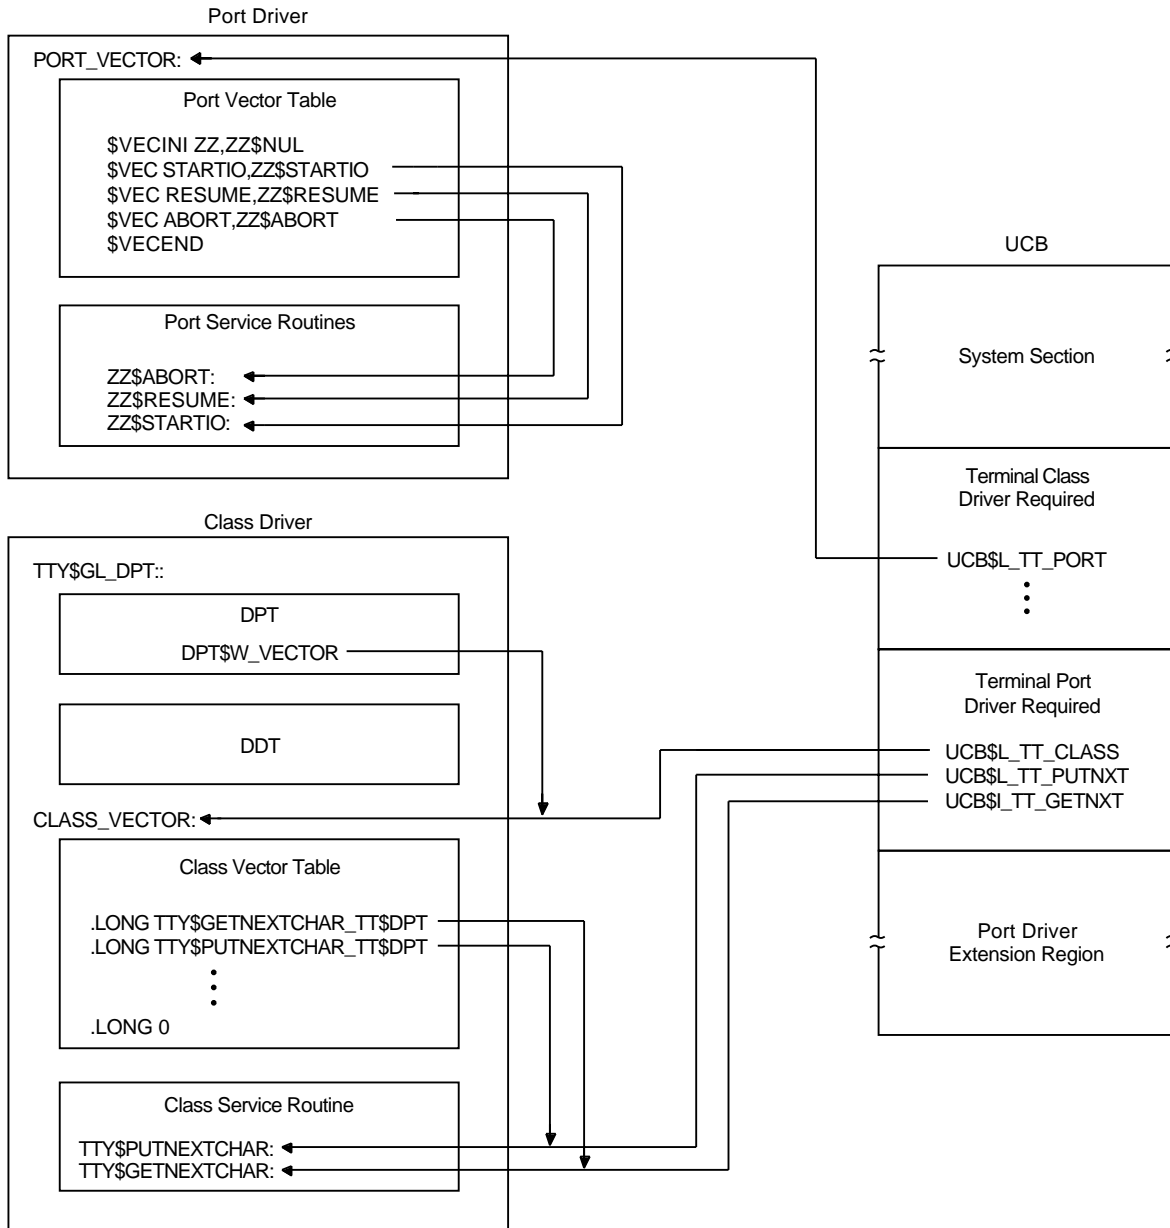 Port Driver
PORT_VECTOR:
Port Vector Table
$VECINI ZZ,ZZ$NUL
$VEC STARTIO,ZZ$STARTIO
$VEC RESUME,ZZ$RESUME
$VEC ABORT,ZZ$ABORT
$VECEND
Port Service Routines
ZZ$ABORT:
ZZ$RESUME:
ZZ$STARTIO:
Class Driver
TTY$GL_DPT::
DPT
DPT$W_VECTOR
DDT
CLASS_VECTOR:
Class Vector Table
.LONG TTY$GETNEXTCHAR_TT$DPT
.LONG TTY$PUTNEXTCHAR_TT$DPT
.LONG 0
Class Service Routine
TTY$PUTNEXTCHAR:
TTY$GETNEXTCHAR:
UCB
System Section
Terminal Class
Driver Required
UCB$L_TT_PORT
Terminal Port
Driver Required
UCB$L_TT_CLASS
UCB$L_TT_PUTNXT
UCB$I_TT_GETNXT
Port Driver
Extension Region